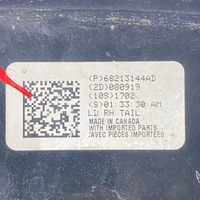 (P)68213144AD
(2D)080919
(10S)1702
(S)01:33:30 AM
LD RH TAIL
MADE IN CANADA
WITH IMPORTED PARTS
AVEC PIECES IMPORTEES